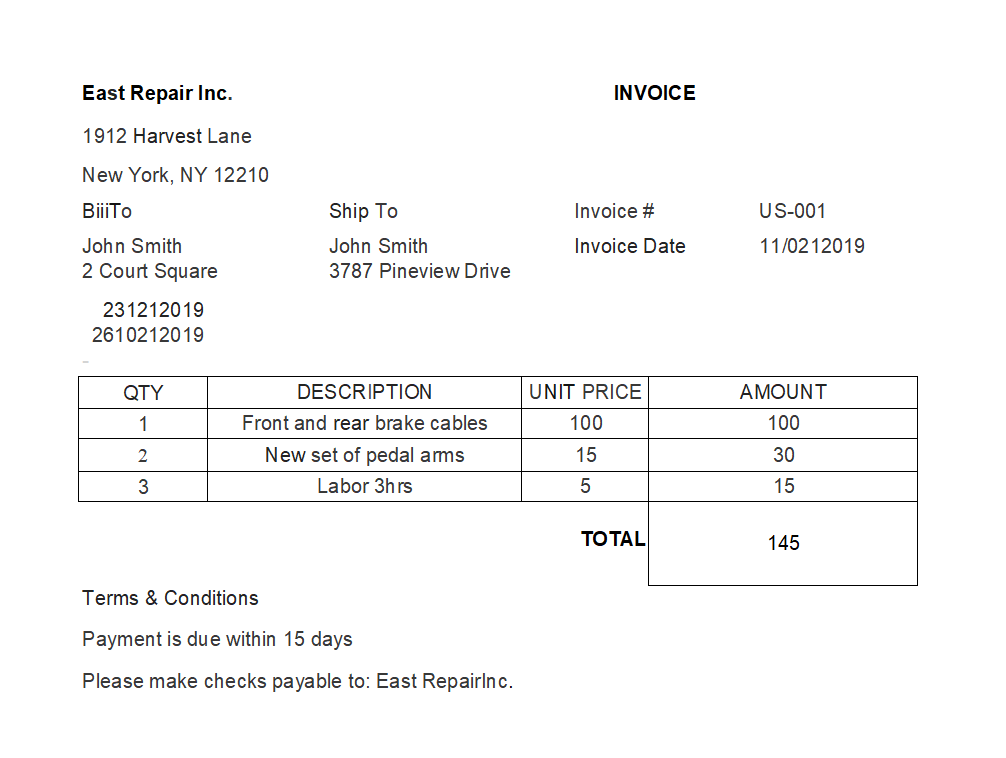 East Repair Inc. INVOICE
1912 Harvest Lane
New York, NY 12210
BiiiTo Ship To Invoice # US-001
John Smith John Smith Invoice Date 11/0212019
2 Court Square 3787 Pineview Drive
231212019
2610212019
QTY DESCRIPTION UNIT PRICE AMOUNT
1 Front and rear brake cables 100 100
2 New set of pedal arms 15 30
3 Labor 3hrs 5 15
TOTAL 145
Terms & Conditions
Payment is due within 15 days
Please make checks payable to: East RepairInc.